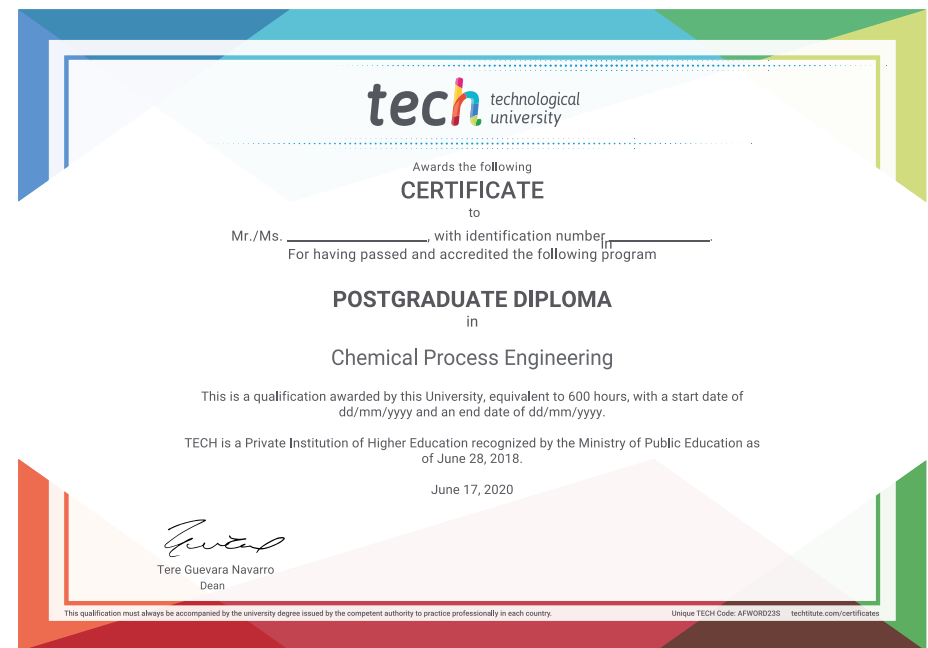 tech technological
university
Awards the following
CERTIFICATE
to
Mr./Ms. ____________________, with identification number ______________.
In
For having passed and accredited the following program
POSTGRADUATE DIPLOMA
in
Chemical Process Engineering
This is a qualification awarded by this University, equivalent to 600 hours, with a start date of
dd/mm/yyyy and an end date of dd/mm/yyyy.
TECH is a Private Institution of Higher Education recognized by the Ministry of Public Education as
of June 28, 2018.
June 17, 2020
Tere Guevara Navarro
Dean
This qualification must always be accompanied by the university degree issued by the competent authority to practice professionally in each country. Unique TECH Code: AFWORD23S techtitute.com/certificates